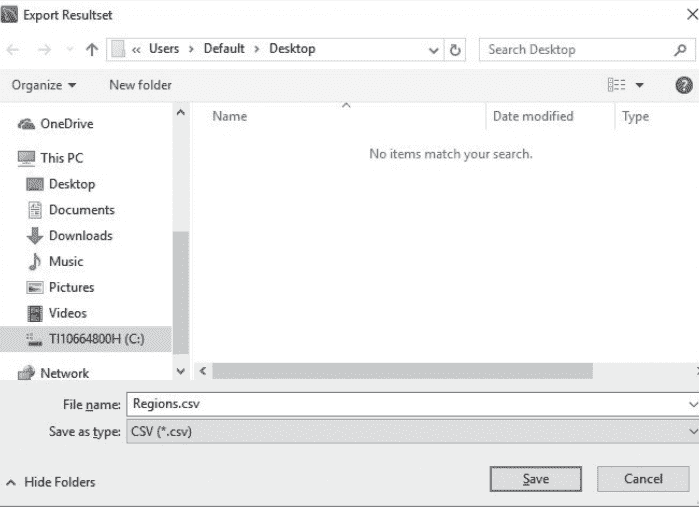 Export Resultset
« Users > Default > Desktop
Search Desktop
Organize
New folder
OneDrive
This PC
Desktop
Documents
Downloads
Music
Pictures
Videos
TI10664800H (C:)
Network
Name
Date modified
Type
No items match your search.
File name: Regions.csv
Save as type: CSV (*.csv)
Hide Folders
Save
Cancel